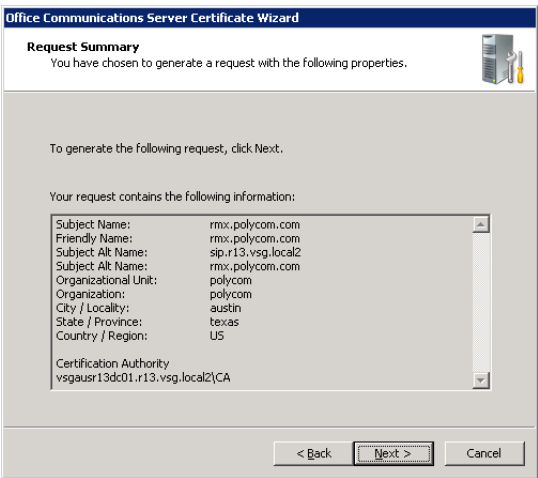 Office Communications Server Certificate Wizard
Request Summary
You have chosen to generate a request with the following properties.
To generate the following request, click Next.
Your request contains the following information:
Subject Name: rmx.polycom.com
Friendly Name: rmx.polycom.com
Subject Alt Name: sip.r13.vsg.local2
Subject Alt Name: rmx.polycom.com
Organizational Unit: polycom
Organization: polycom
City / Locality: austin
State / Province: texas
Country / Region: US
Certification Authority
vsgausr13dc01.r13.vsg.local2\CA
< Back Next > Cancel